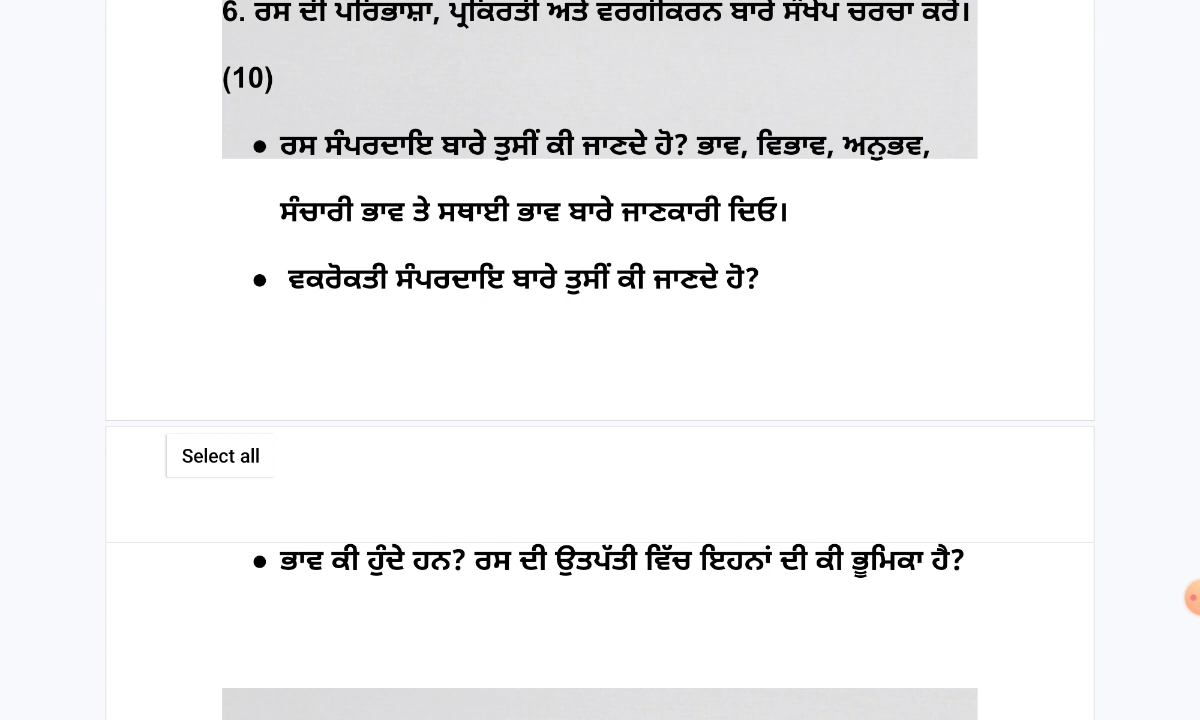 6. ਰਸ ਦੀ ਪਰਿਭਾਸ਼ਾ, ਪ੍ਰਕਿਰਤੀ ਅਤੇ ਵਰਗੀਕਰਨ ਬਾਰੇ ਸੰਖੇਪ ਚਰਚਾ ਕਰੋ।
(10)
● ਰਸ ਸੰਪਰਦਾਇ ਬਾਰੇ ਤੁਸੀਂ ਕੀ ਜਾਣਦੇ ਹੋ? ਭਾਵ, ਵਿਭਾਵ, ਅਨੁਭਵ,
ਸੰਚਾਰੀ ਭਾਵ ਤੇ ਸਥਾਈ ਭਾਵ ਬਾਰੇ ਜਾਣਕਾਰੀ ਦਿਓ।
● ਵਕਰੋਕਤੀ ਸੰਪਰਦਾਇ ਬਾਰੇ ਤੁਸੀਂ ਕੀ ਜਾਣਦੇ ਹੋ?
Select all
● ਭਾਵ ਕੀ ਹੁੰਦੇ ਹਨ? ਰਸ ਦੀ ਉਤਪੱਤੀ ਵਿੱਚ ਇਹਨਾਂ ਦੀ ਕੀ ਭੂਮਿਕਾ ਹੈ?